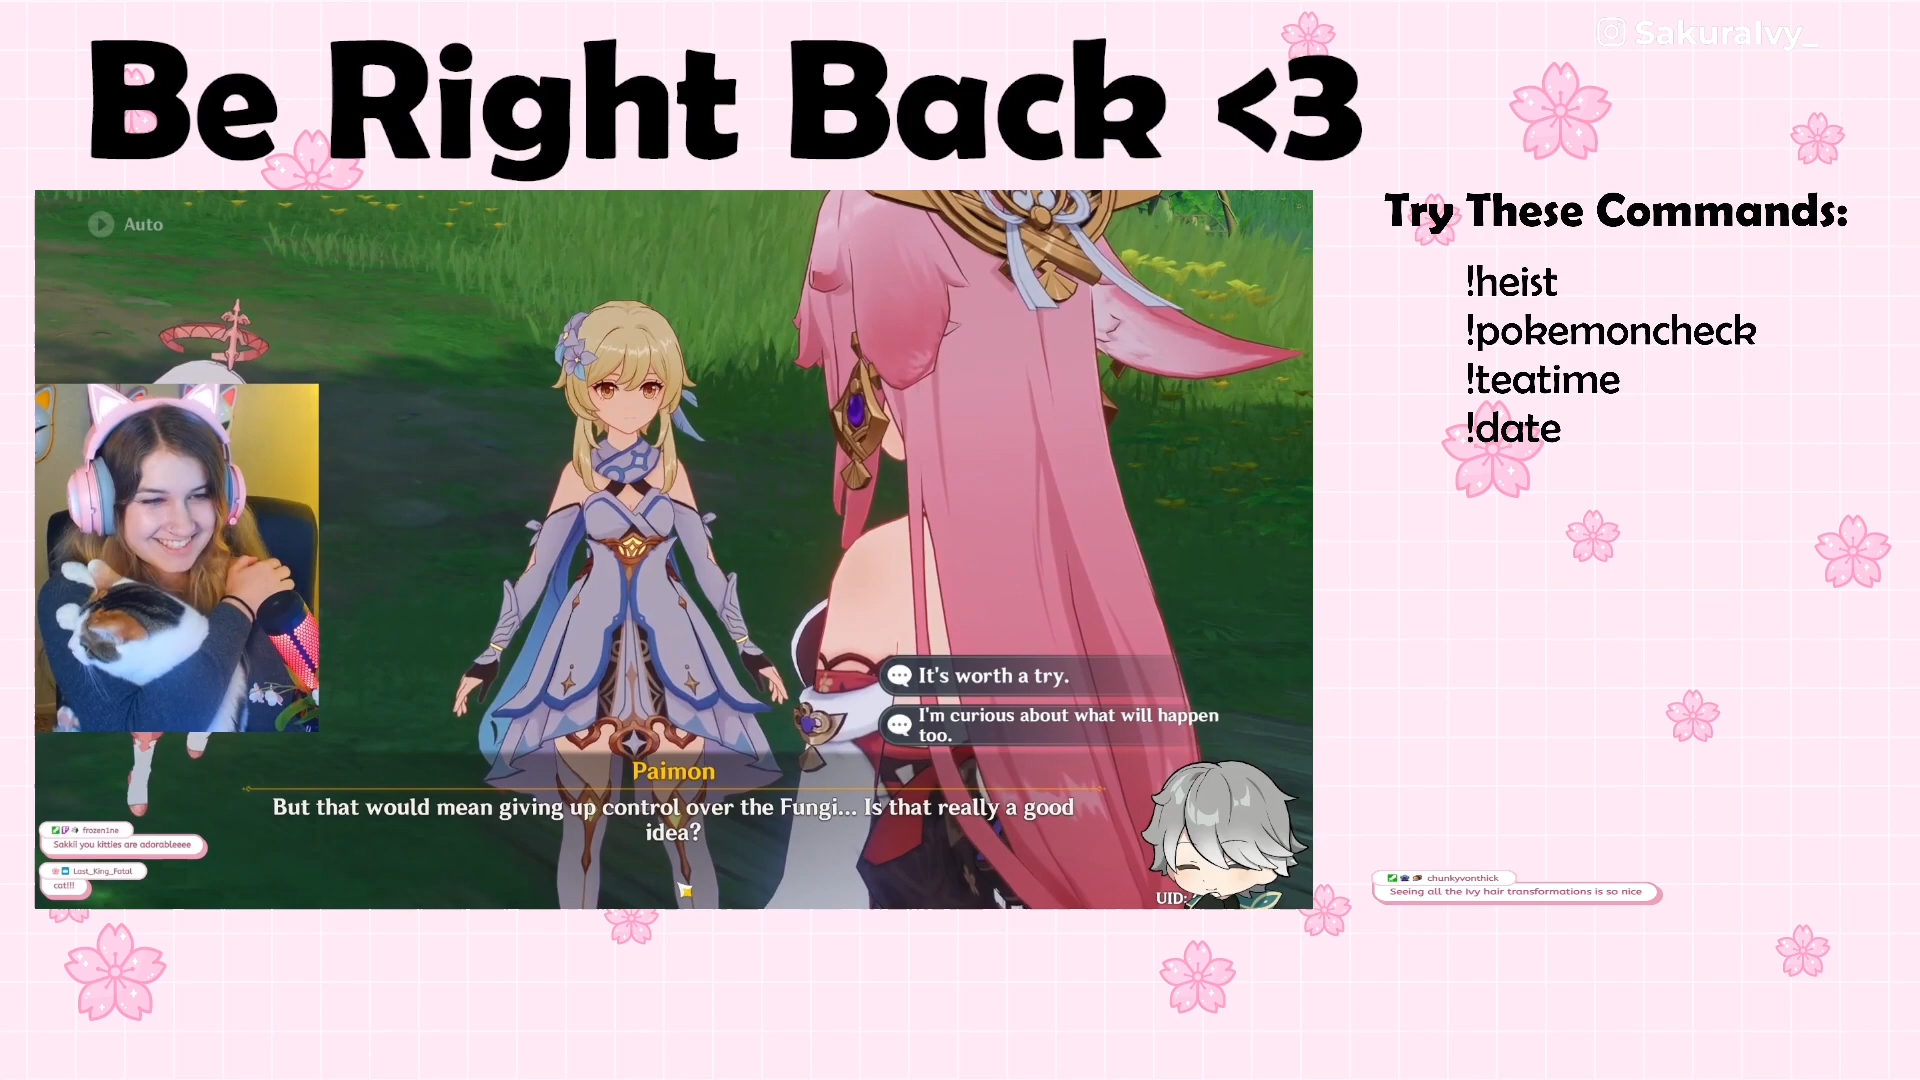 SakuraIvy_
Be Right Back <3
Try These Commands:
!heist
!pokemoncheck
!teatime
!date
Auto
It's worth a try.
I'm curious about what will happen
too.
Paimon
But that would mean giving up control over the Fungi... Is that really a good
idea?
frozen1ne
Sakkii you kitties are adorableeee
Last_King_Fatal
cat!!!
UID:
chunkyvonthick
Seeing all the Ivy hair transformations is so nice